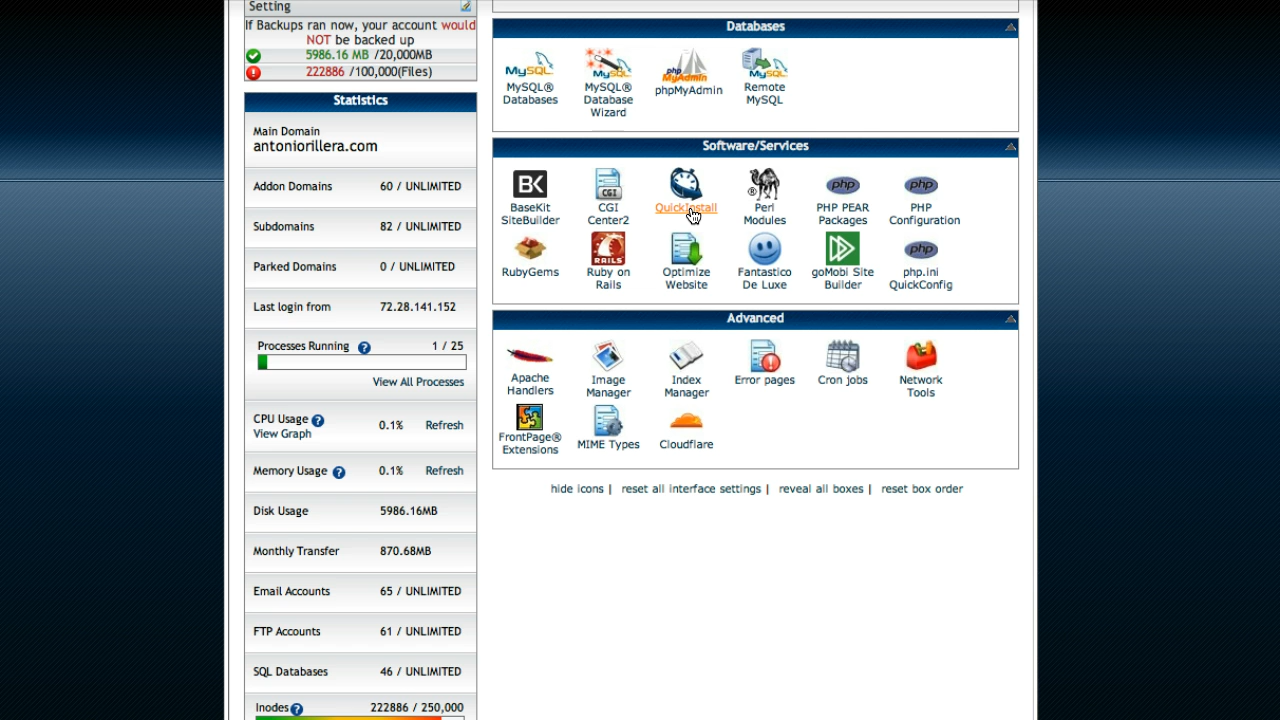 Setting
If Backups ran now, your account would
NOT be backed up
5986.16 MB /20,000MB
222886 /100,000(Files)
Statistics
Main Domain
antoniorillera.com
Addon Domains 60 / UNLIMITED
Subdomains 82 / UNLIMITED
Parked Domains 0 / UNLIMITED
Last login from 72.28.141.152
Processes Running ? 1 / 25
View All Processes
CPU Usage ?
View Graph
0.1% Refresh
Memory Usage ? 0.1% Refresh
Disk Usage 5986.16MB
Monthly Transfer 870.68MB
Email Accounts 65 / UNLIMITED
FTP Accounts 61 / UNLIMITED
SQL Databases 46 / UNLIMITED
Inodes ? 222886 / 250,000
Databases
MySQL
MySQL
php
MyAdmin
MySQL
MySQL®
Databases
MySQL®
Database
Wizard
phpMyAdmin
Remote
MySQL
Software/Services
BK
CGI
®
php
php
BaseKit
SiteBuilder
CGI
Center2
QuickInstall
Perl
Modules
PHP PEAR
Packages
PHP
Configuration
RAILS
php
RubyGems
Ruby on
Rails
Optimize
Website
Fantastico
De Luxe
goMobi Site
Builder
php.ini
QuickConfig
Advanced
Apache
Handlers
Image
Manager
Index
Manager
Error pages
Cron jobs
Network
Tools
FrontPage®
Extensions
MIME Types
Cloudflare
hide icons | reset all interface settings | reveal all boxes | reset box order